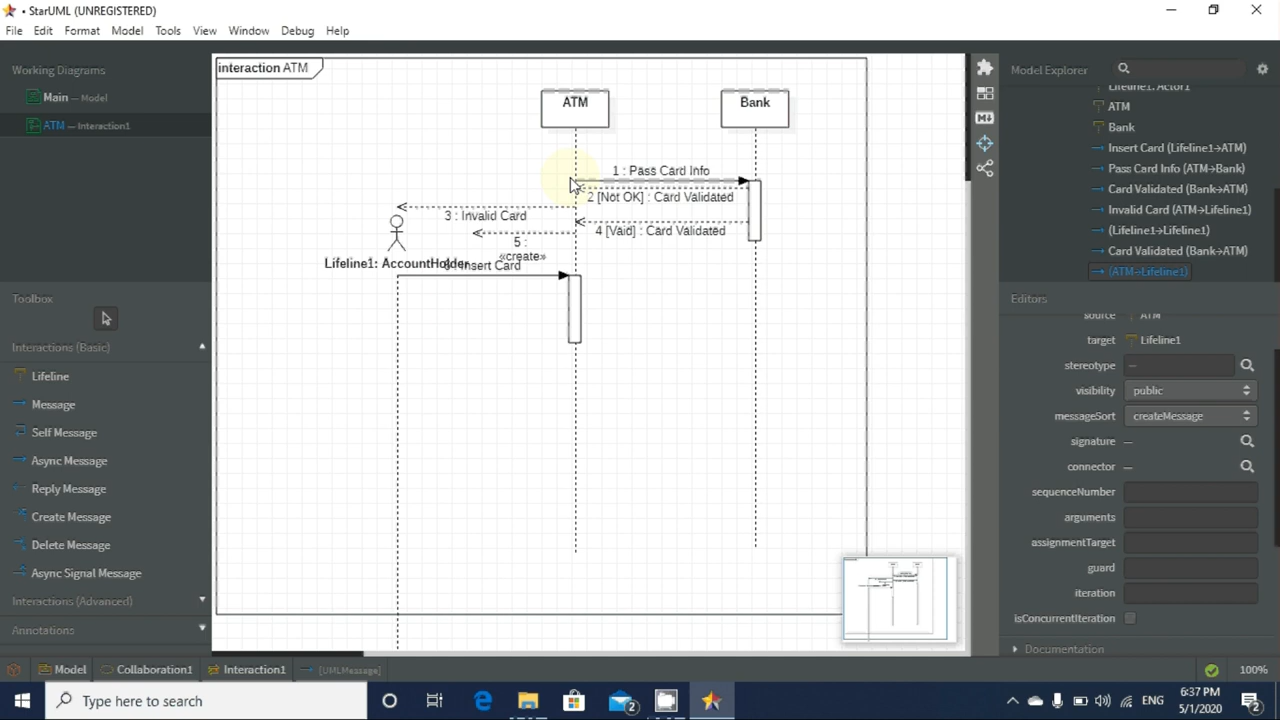 • StarUML (UNREGISTERED)
File Edit Format Model Tools View Window Debug Help
Working Diagrams
Main — Model
ATM — Interaction1
Toolbox
Interactions (Basic)
Lifeline
Message
Self Message
Async Message
Reply Message
Create Message
Delete Message
Async Signal Message
Interactions (Advanced)
Annotations
interaction ATM
ATM
Bank
1 : Pass Card Info
2 [Not OK] : Card Validated
3 : Invalid Card
4 [Vaid] : Card Validated
5 :
«create»
Lifeline1: AccountHolder
: Insert Card
Model Explorer
Lifeline1: Actor1
ATM
Bank
Insert Card (Lifeline1→ATM)
Pass Card Info (ATM→Bank)
Card Validated (Bank→ATM)
Invalid Card (ATM→Lifeline1)
(Lifeline1→Lifeline1)
Card Validated (Bank→ATM)
(ATM→Lifeline1)
Editors
source ATM
target Lifeline1
stereotype —
visibility public
messageSort createMessage
signature —
connector —
sequenceNumber
arguments
assignmentTarget
guard
iteration
isConcurrentIteration
Documentation
Model Collaboration1 Interaction1 [UMLMessage]
100%
Type here to search
2
ENG
6:37 PM
5/1/2020
2